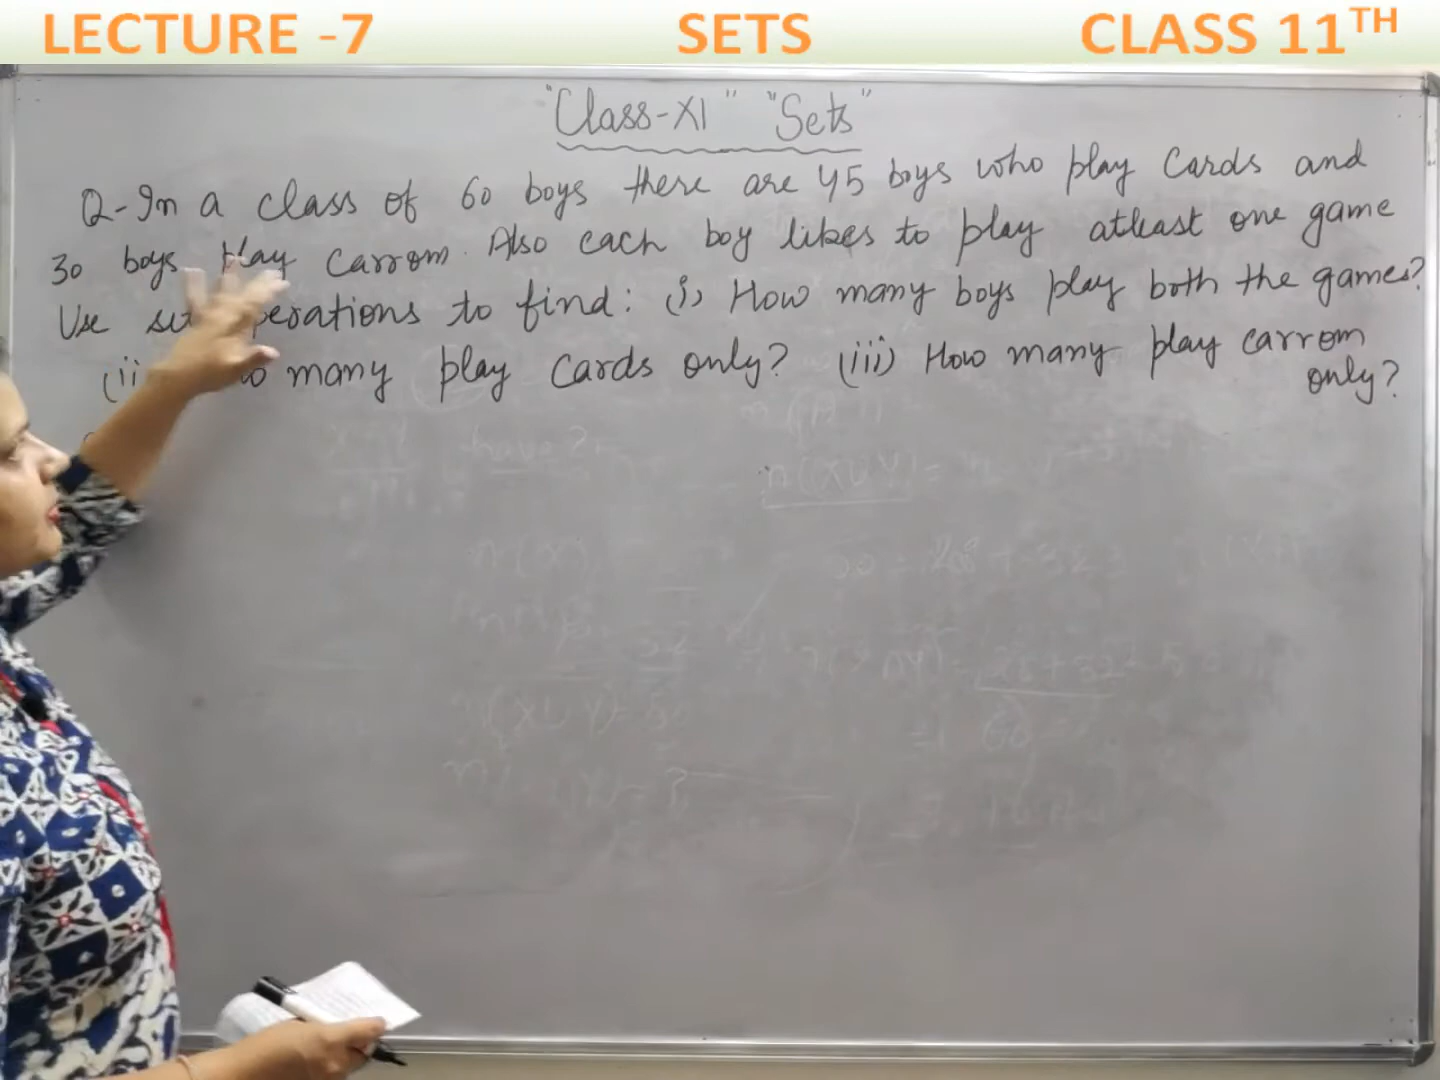 LECTURE -7 SETS CLASS 11TH
"Class-XI" "Sets"
Q-In a class of 60 boys there are 45 boys who play Cards and
30 boys play carrom. Also each boy likes to play atleast one game
Use set operations to find: (i) How many boys play both the games?
(ii many play cards only? (iii) How many play carrom
only?
n(XUY)=